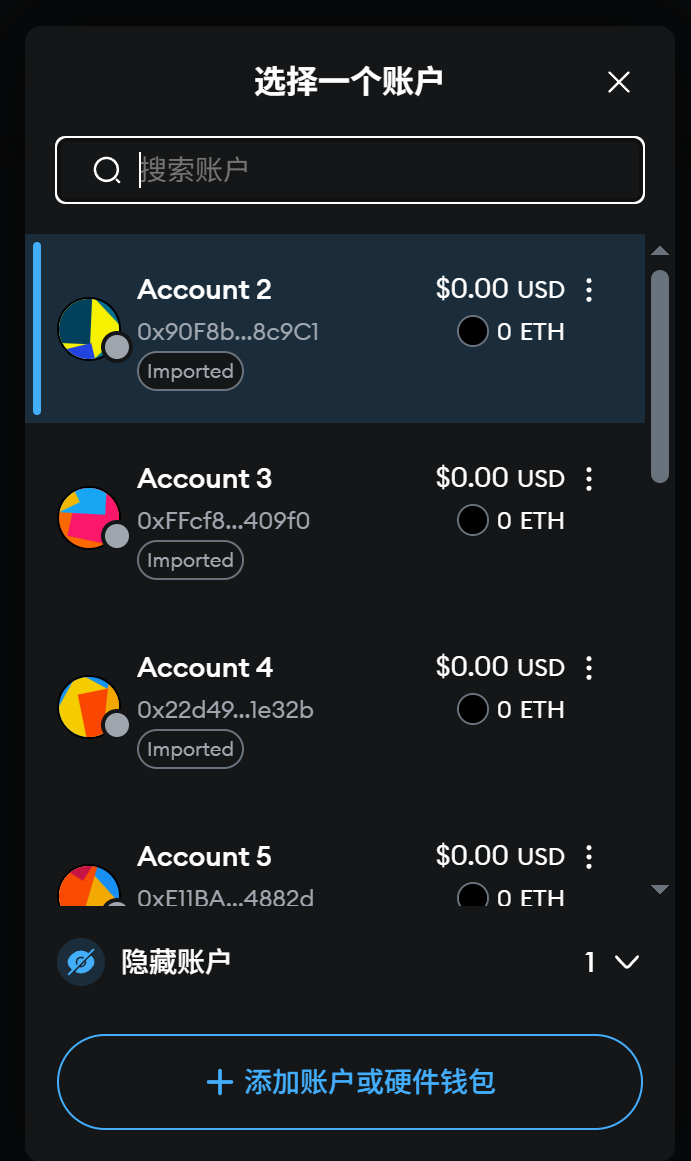 选择一个账户
搜索账户
Account 2 $0.00 USD
0x90F8b...8c9C1 0 ETH
Imported
Account 3 $0.00 USD
0xFFcf8...409f0 0 ETH
Imported
Account 4 $0.00 USD
0x22d49...1e32b 0 ETH
Imported
Account 5 $0.00 USD
0xE11BA...4882d 0 ETH
隐藏账户 1
添加账户或硬件钱包